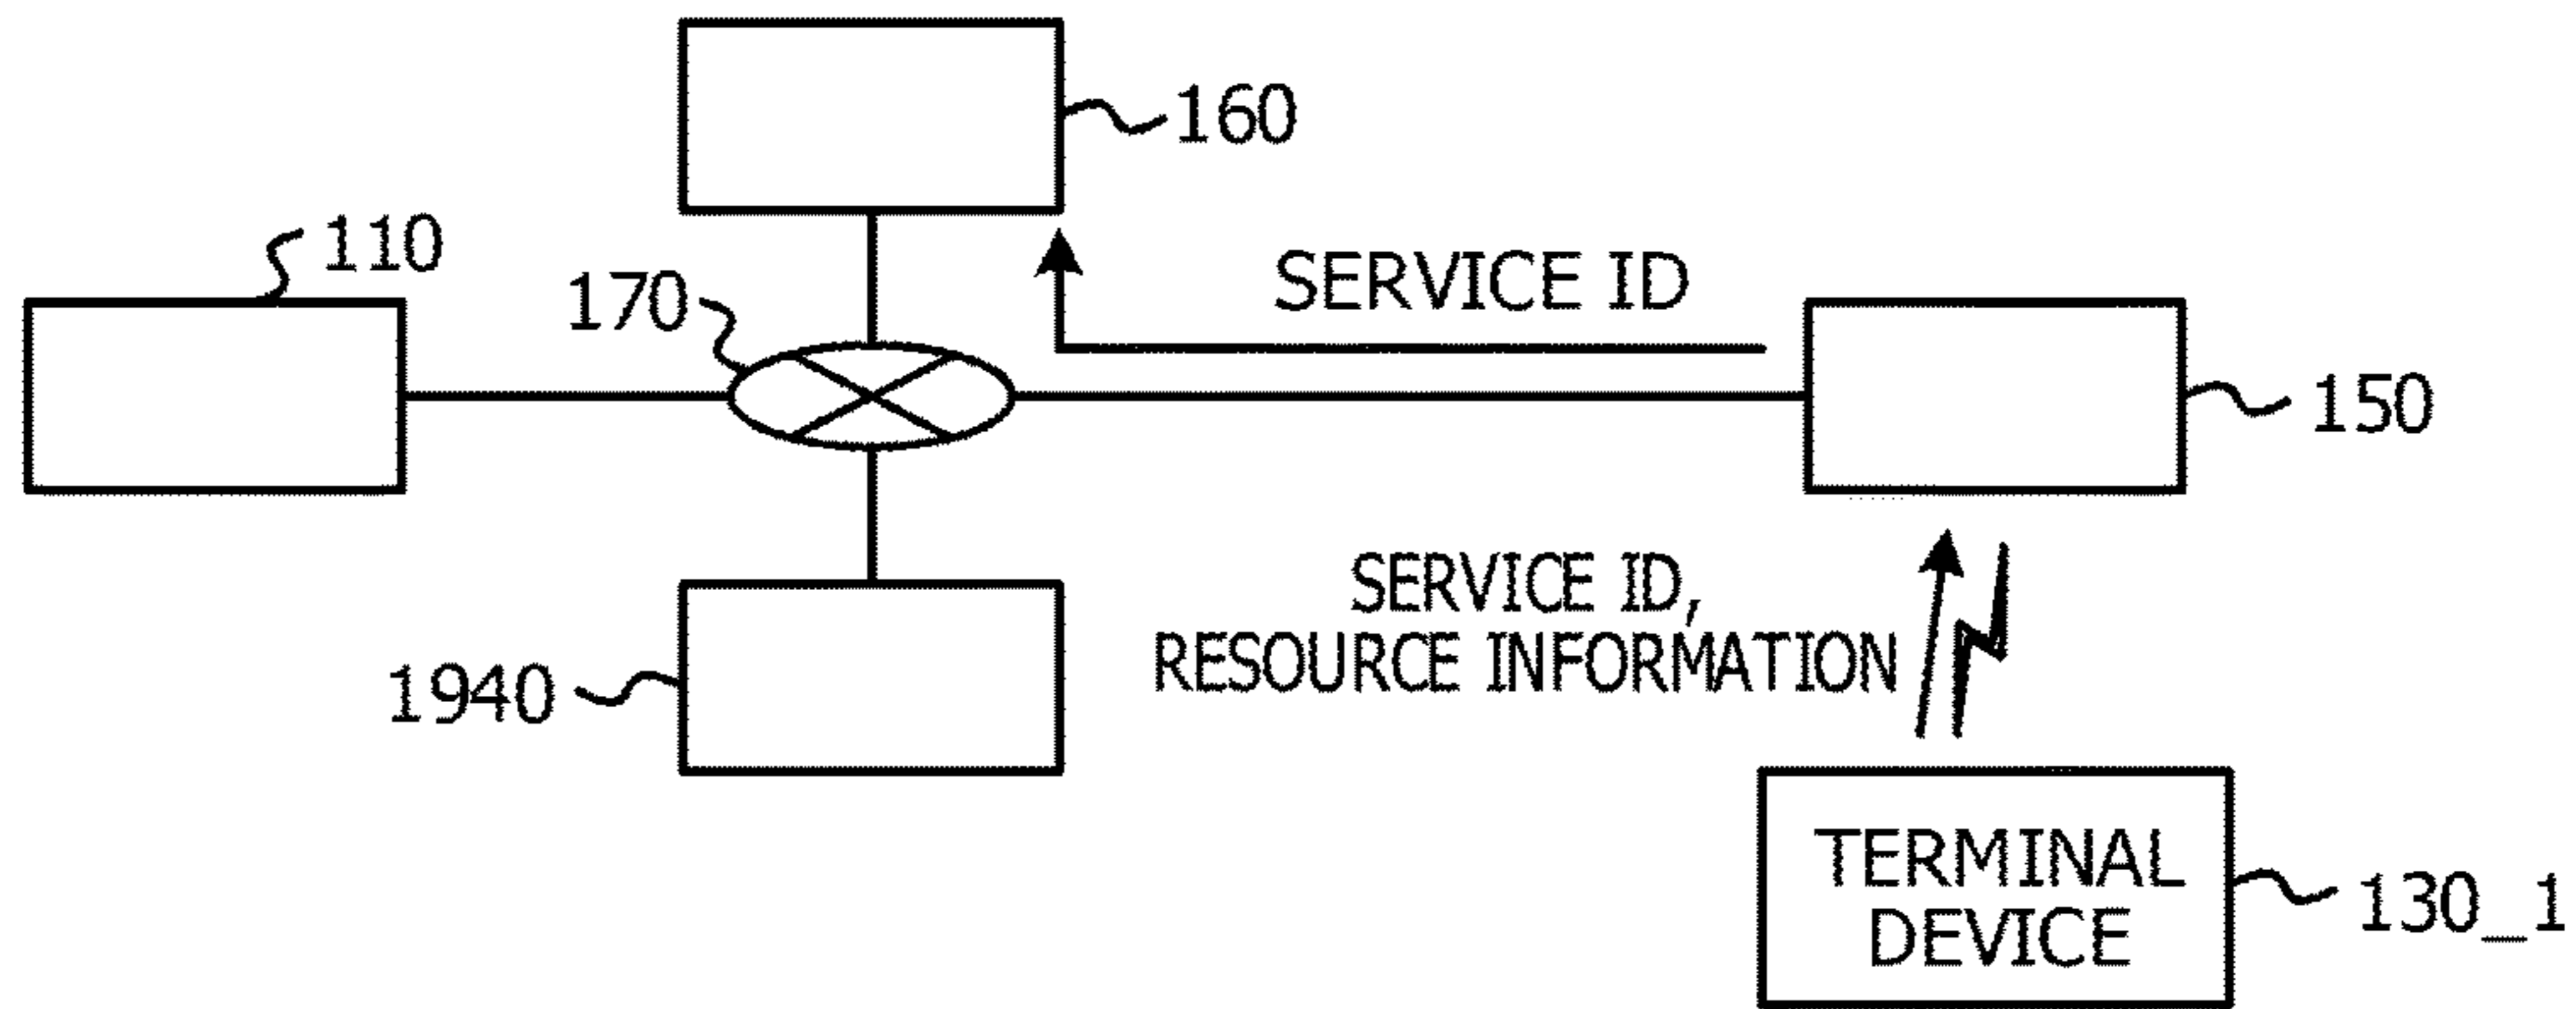 160
110
SERVICE ID
170
150
SERVICE ID,
RESOURCE INFORMATION
1940
TERMINAL
DEVICE
130_1